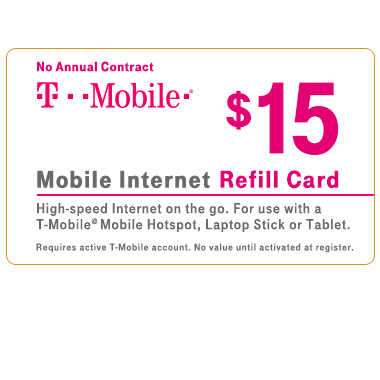 No Annual Contract
T··Mobile·®
$15
Mobile Internet Refill Card
High-speed Internet on the go. For use with a
T-Mobile® Mobile Hotspot, Laptop Stick or Tablet.
Requires active T-Mobile account. No value until activated at register.